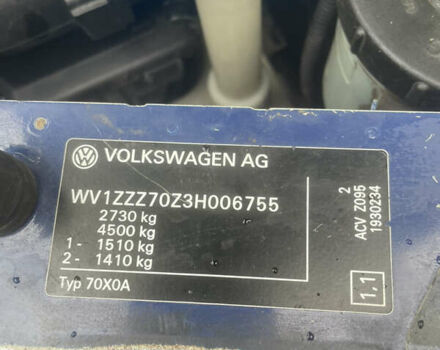 VOLKSWAGEN AG
WV1ZZZ70Z3H006755
2730 kg
4500 kg
1- 1510 kg
2- 1410 kg
Typ 70X0A
2
ACV Z095
1930234
1,1